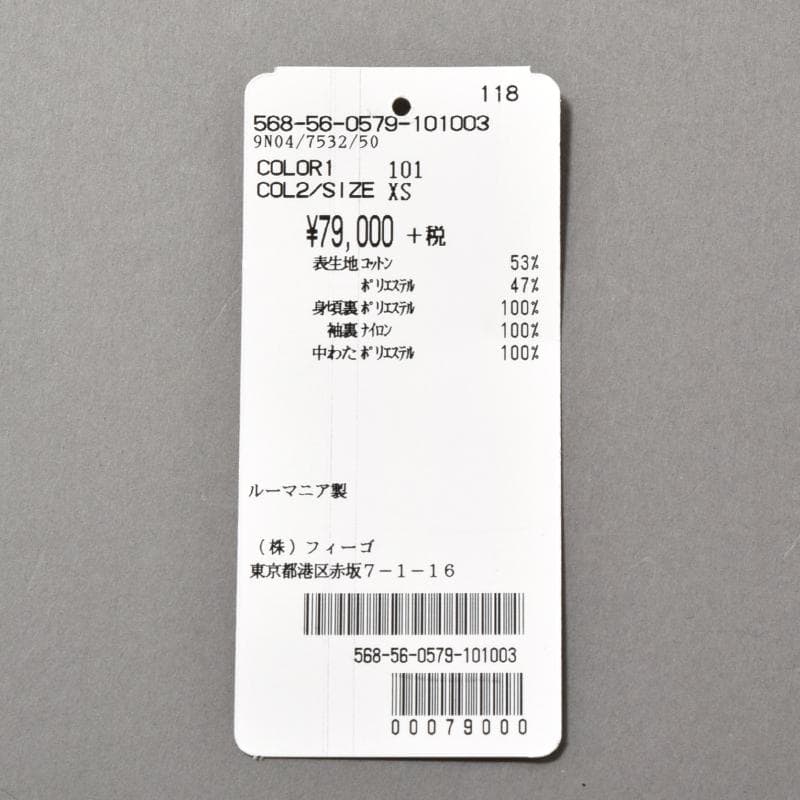 118
568-56-0579-101003
9N04/7532/50
COLOR1 101
COL2/SIZE XS
¥79,000 +税
表生地 コットン 53%
ポリエステル 47%
身頃裏 ポリエステル 100%
袖裏 ナイロン 100%
中わた ポリエステル 100%
ルーマニア製
(株)フィーゴ
東京都港区赤坂7-1-16
568-56-0579-101003
00079000